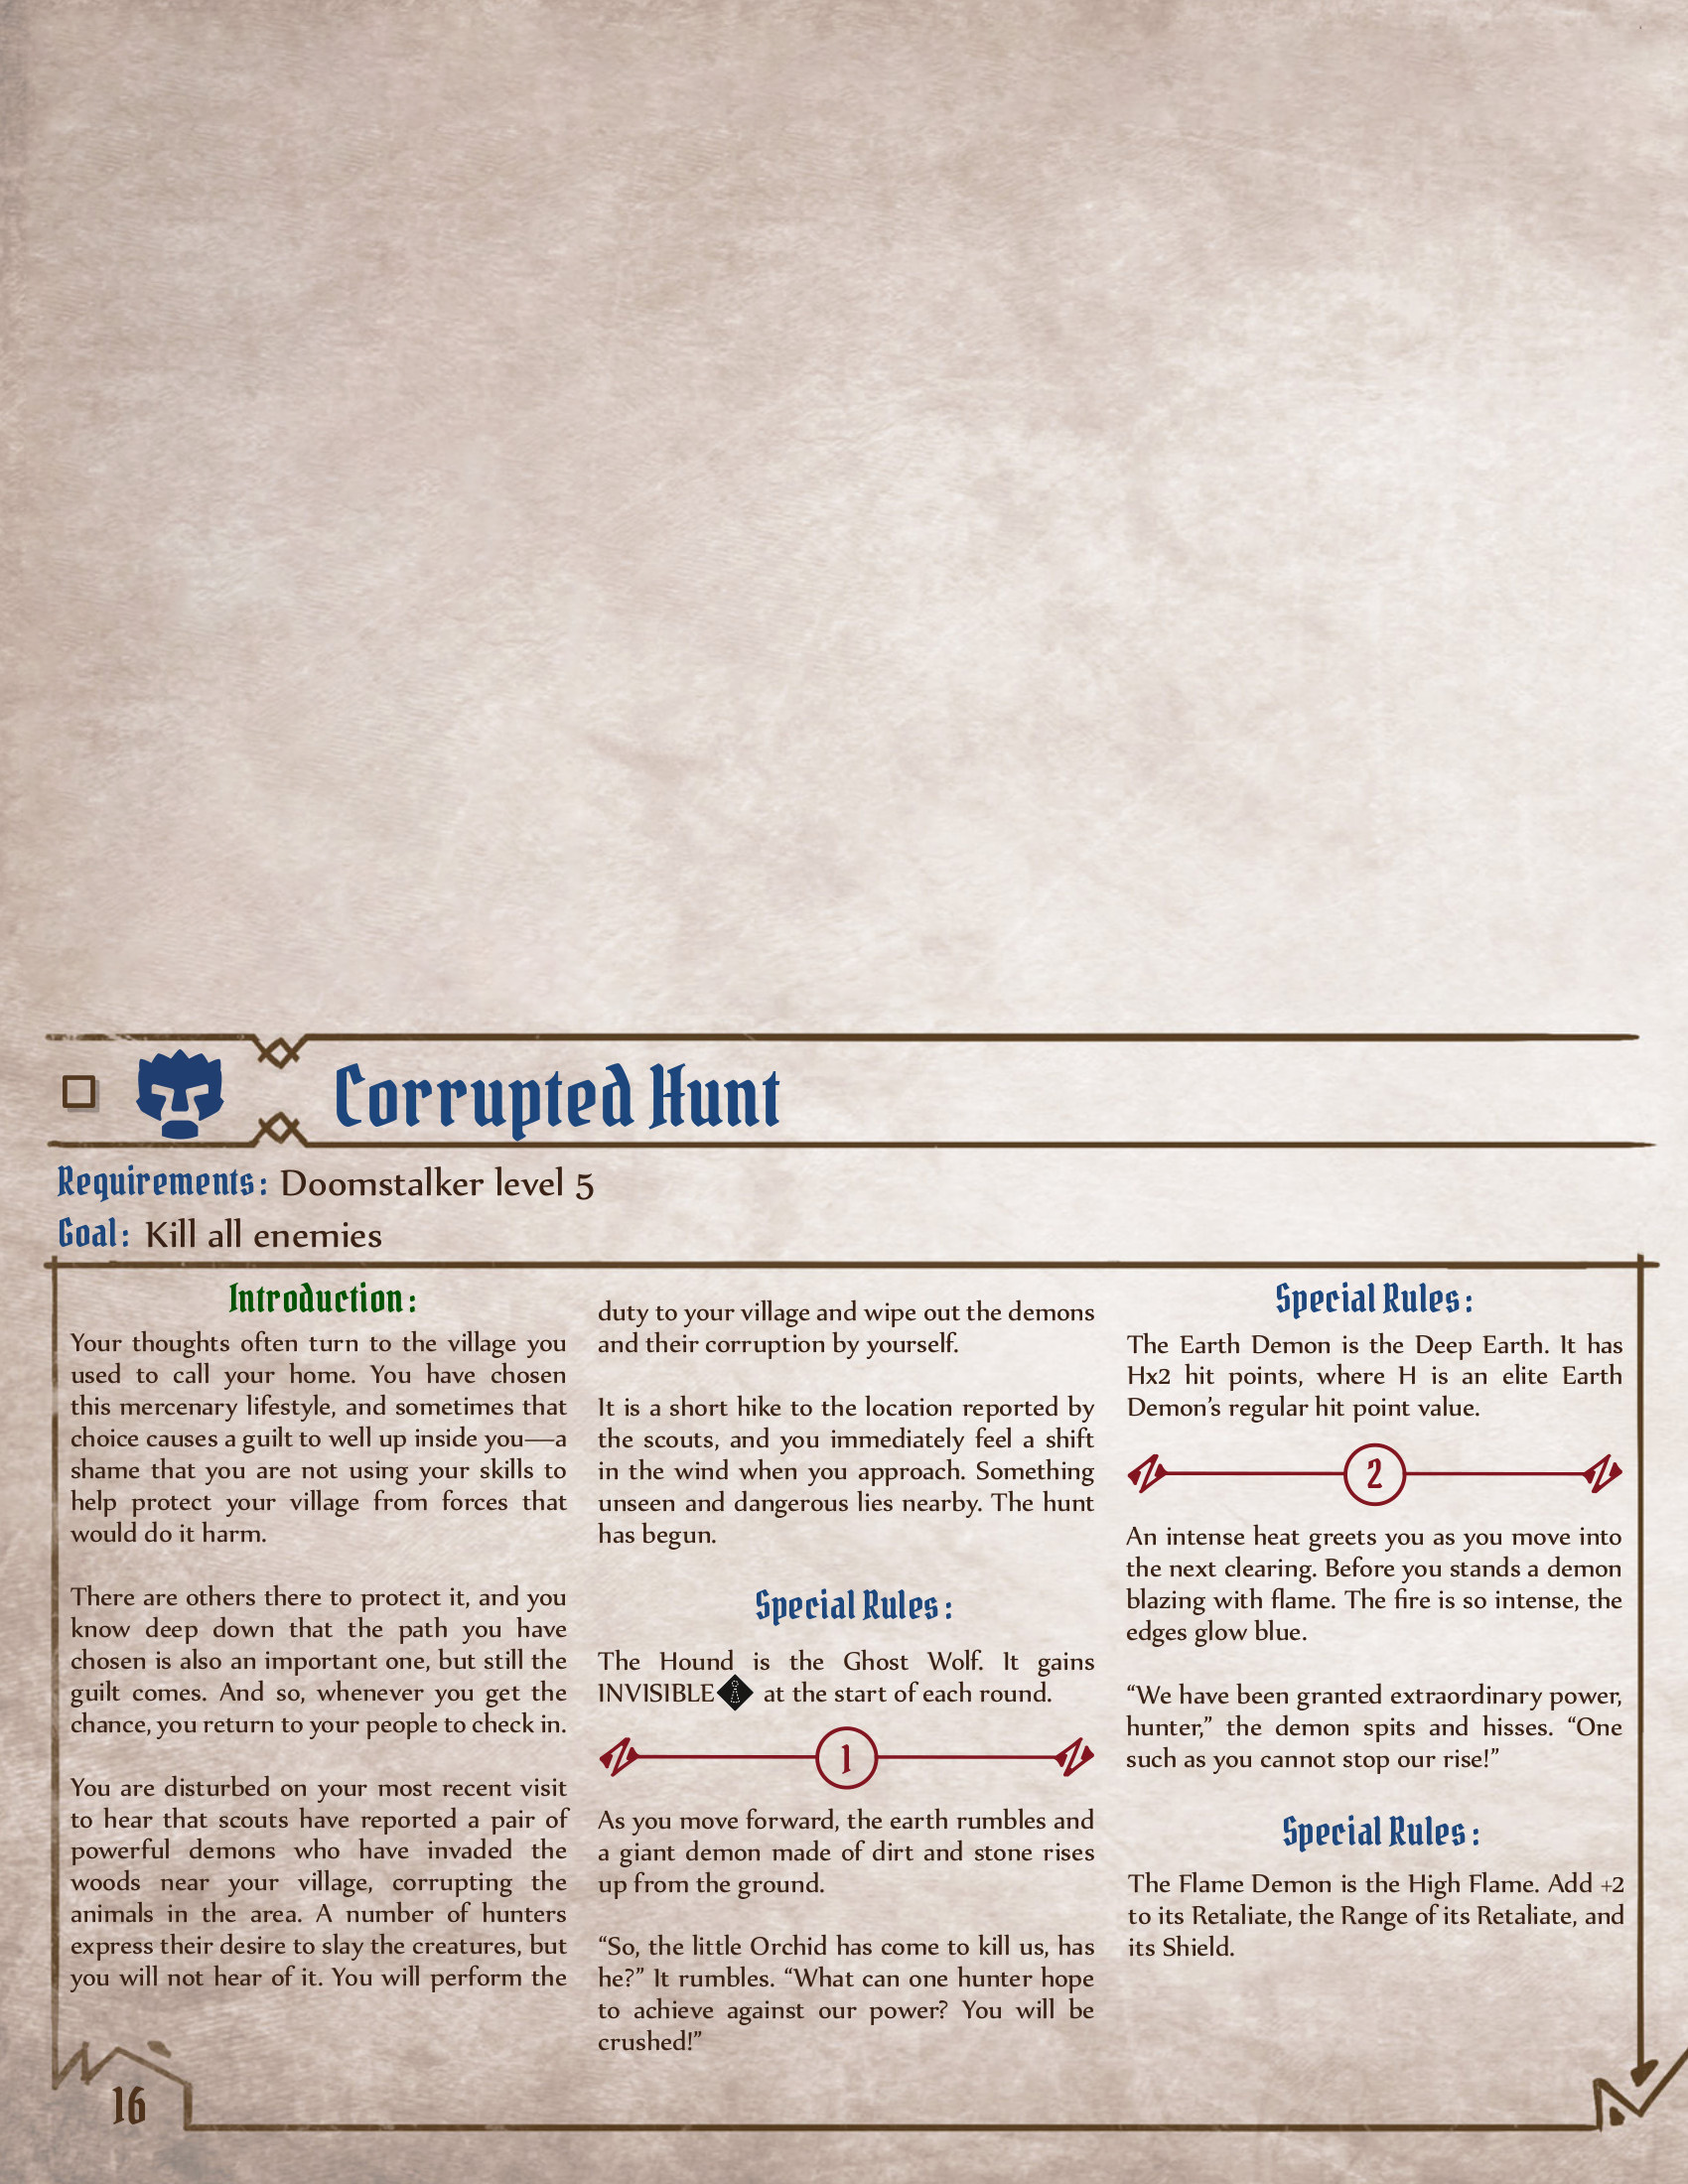 Corrupted Hunt
Requirements: Doomstalker level 5
Goal: Kill all enemies
Introduction:
Your thoughts often turn to the village you
used to call your home. You have chosen
this mercenary lifestyle, and sometimes that
choice causes a guilt to well up inside you—a
shame that you are not using your skills to
help protect your village from forces that
would do it harm.
There are others there to protect it, and you
know deep down that the path you have
chosen is also an important one, but still the
guilt comes. And so, whenever you get the
chance, you return to your people to check in.
You are disturbed on your most recent visit
to hear that scouts have reported a pair of
powerful demons who have invaded the
woods near your village, corrupting the
animals in the area. A number of hunters
express their desire to slay the creatures, but
you will not hear of it. You will perform the
duty to your village and wipe out the demons
and their corruption by yourself.
It is a short hike to the location reported by
the scouts, and you immediately feel a shift
in the wind when you approach. Something
unseen and dangerous lies nearby. The hunt
has begun.
Special Rules:
The Hound is the Ghost Wolf. It gains
INVISIBLE at the start of each round.
1
As you move forward, the earth rumbles and
a giant demon made of dirt and stone rises
up from the ground.
“So, the little Orchid has come to kill us, has
he?” It rumbles. “What can one hunter hope
to achieve against our power? You will be
crushed!”
Special Rules:
The Earth Demon is the Deep Earth. It has
Hx2 hit points, where H is an elite Earth
Demon’s regular hit point value.
2
An intense heat greets you as you move into
the next clearing. Before you stands a demon
blazing with flame. The fire is so intense, the
edges glow blue.
“We have been granted extraordinary power,
hunter,” the demon spits and hisses. “One
such as you cannot stop our rise!”
Special Rules:
The Flame Demon is the High Flame. Add +2
to its Retaliate, the Range of its Retaliate, and
its Shield.
16